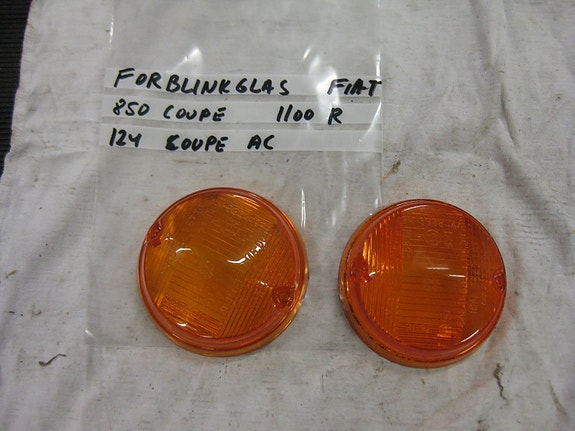 FORBLINKGLAS FIAT
850 COUPE 1100 R
124 COUPE AC